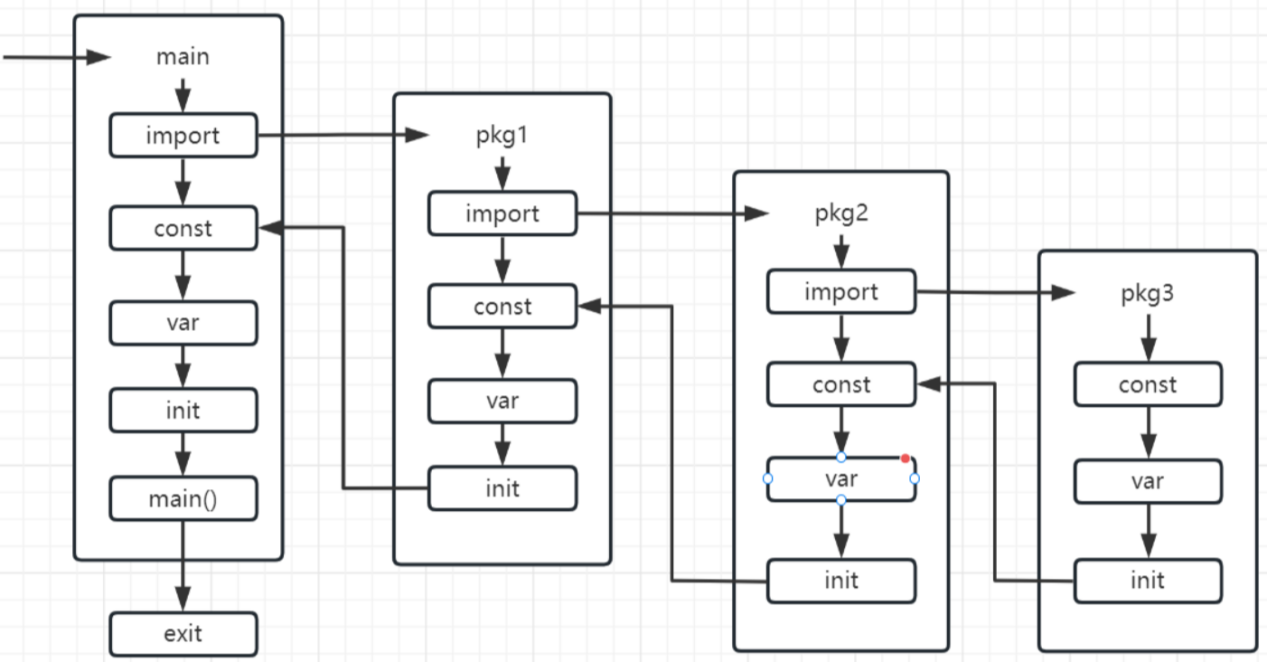 main
import
const
var
init
main()
exit
pkg1
import
const
var
init
pkg2
import
const
var
init
pkg3
const
var
init